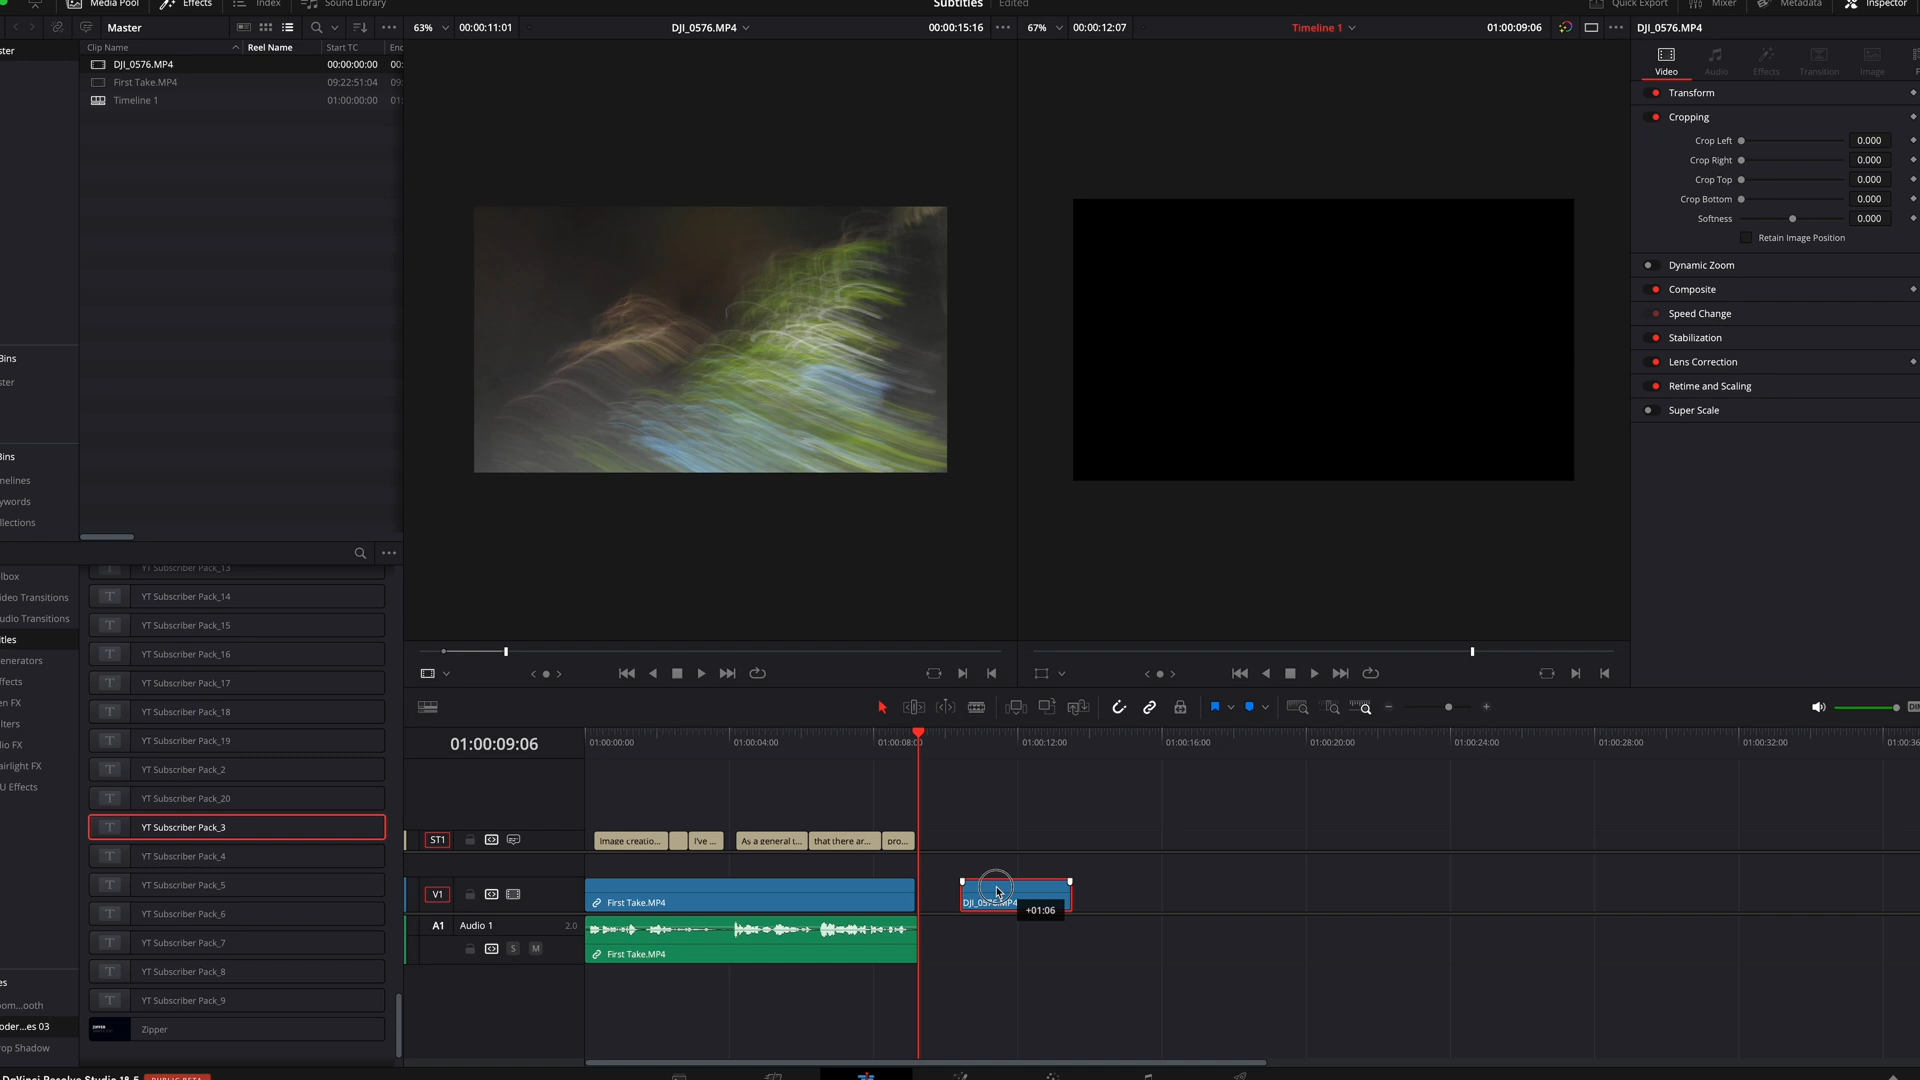 Media Pool
Effects
Index
Sound Library
Subtitles
Edited
Quick Export
Mixer
Metadata
Inspector
Master
63%
00:00:11:01
DJI_0576.MP4
00:00:15:16
67%
00:00:12:07
Timeline 1
01:00:09:06
DJI_0576.MP4
Clip Name
Reel Name
Start TC
ster
DJI_0576.MP4
00:00:00:00
00:
First Take.MP4
09:22:51:04
09:
Timeline 1
01:00:00:00
01:
Video
Audio
Effects
Transition
Image
F
Transform
Cropping
Crop Left
0.000
Crop Right
0.000
Crop Top
0.000
Crop Bottom
0.000
Softness
0.000
Retain Image Position
Dynamic Zoom
Composite
Speed Change
Stabilization
Lens Correction
Retime and Scaling
Super Scale
Bins
ster
Bins
melines
ywords
llections
lbox
ideo Transitions
udio Transitions
itles
enerators
ffects
en FX
lters
dio FX
airlight FX
U Effects
es
oom...ooth
oder...es 03
rop Shadow
YT Subscriber Pack_13
YT Subscriber Pack_14
YT Subscriber Pack_15
YT Subscriber Pack_16
YT Subscriber Pack_17
YT Subscriber Pack_18
YT Subscriber Pack_19
YT Subscriber Pack_2
YT Subscriber Pack_20
YT Subscriber Pack_3
YT Subscriber Pack_4
YT Subscriber Pack_5
YT Subscriber Pack_6
YT Subscriber Pack_7
YT Subscriber Pack_8
YT Subscriber Pack_9
Zipper
DIM
01:00:09:06
01:00:00:00
01:00:04:00
01:00:08:00
01:00:12:00
01:00:16:00
01:00:20:00
01:00:24:00
01:00:28:00
01:00:32:00
01:00:36
ST1
Image creatio...
I've ...
As a general t...
that there ar...
pro...
V1
First Take.MP4
DJI_0576.MP4
+01:06
A1
Audio 1
2.0
S
M
First Take.MP4
DaVinci Resolve Studio 18.5
PUBLIC BETA